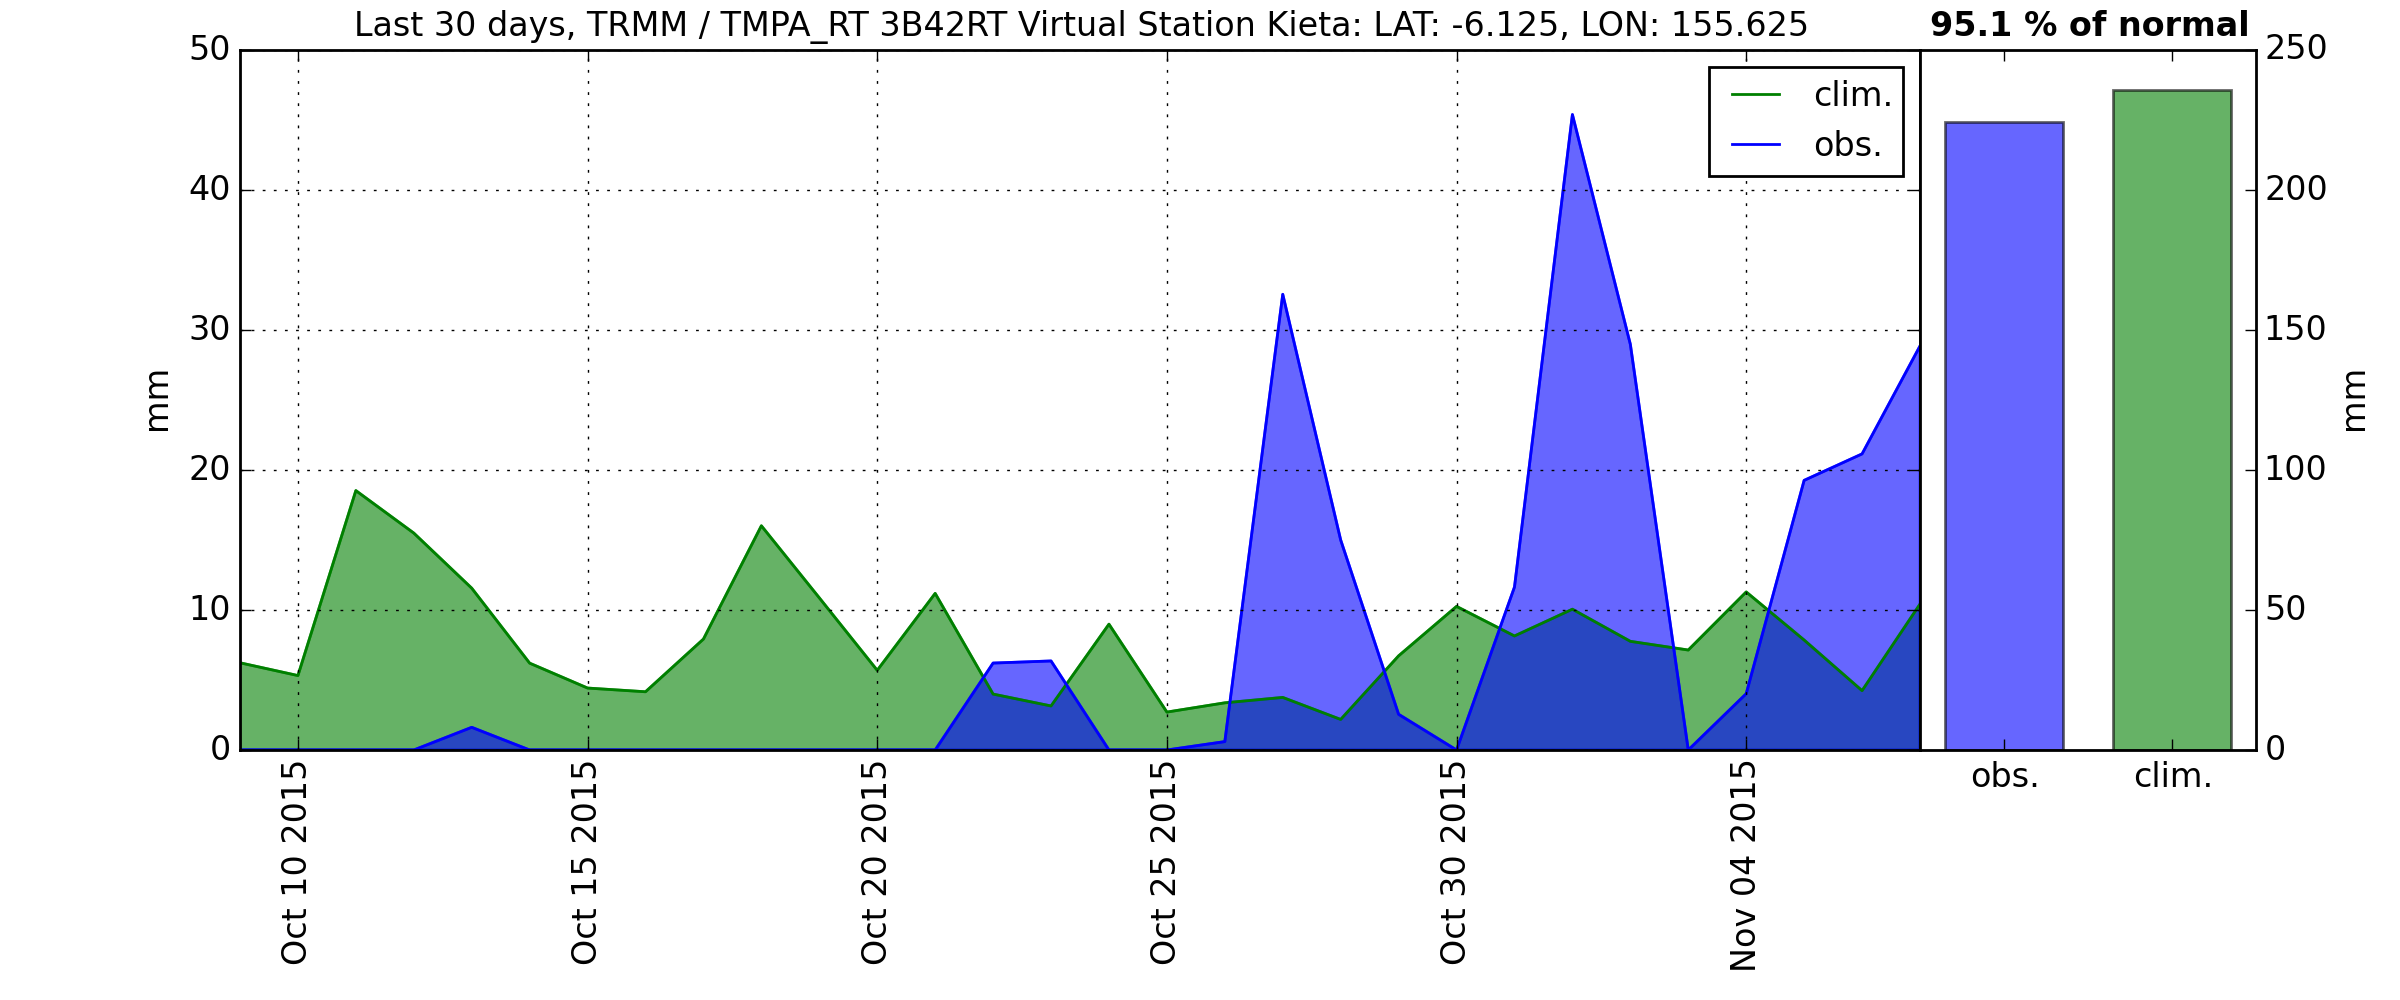 Last 30 days, TRMM / TMPA_RT 3B42RT Virtual Station Kieta: LAT: -6.125, LON: 155.625
95.1 % of normal
50
40
30
20
10
0
mm
clim.
obs.
250
200
150
100
50
0
mm
obs.
clim.
Oct 10 2015
Oct 15 2015
Oct 20 2015
Oct 25 2015
Oct 30 2015
Nov 04 2015